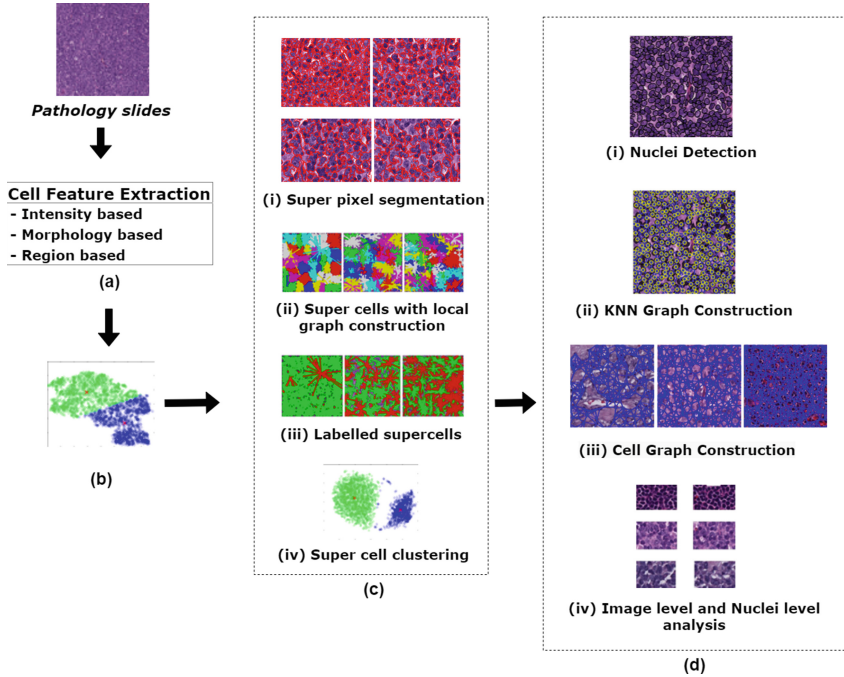 Pathology slides
Cell Feature Extraction
- Intensity based
- Morphology based
- Region based
(a)
(b)
(i) Super pixel segmentation
(ii) Super cells with local
graph construction
(iii) Labelled supercells
(iv) Super cell clustering
(c)
(i) Nuclei Detection
(ii) KNN Graph Construction
(iii) Cell Graph Construction
(iv) Image level and Nuclei level
analysis
(d)